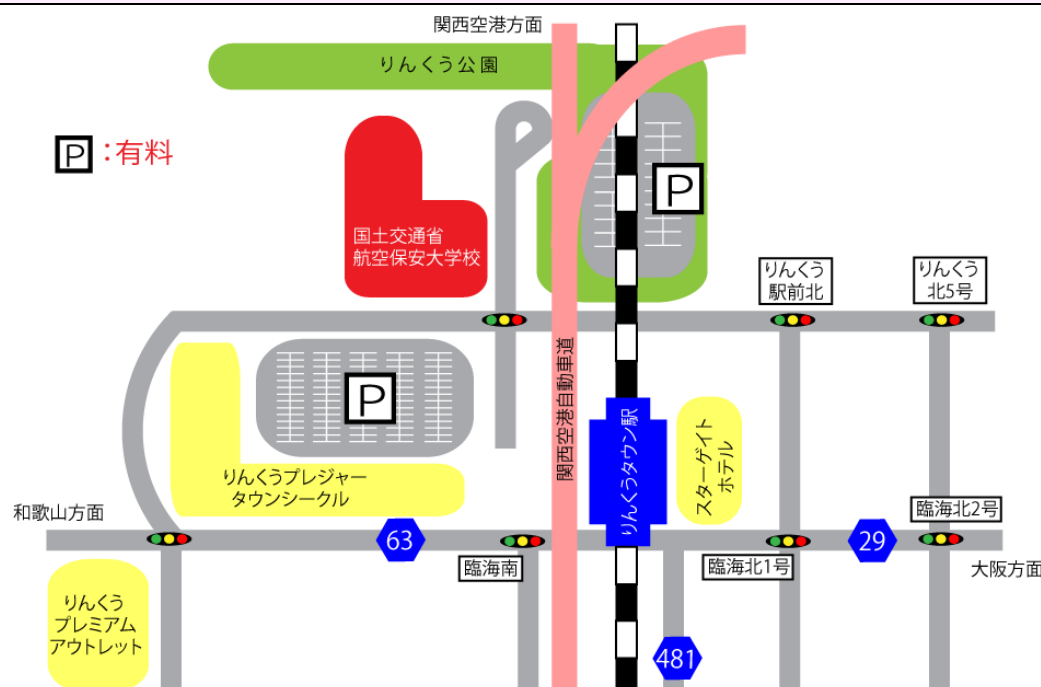 関西空港方面
りんくう公園
P：有料
P
国土交通省
航空保安大学校
りんくう
駅前北
りんくう
北5号
関西空港自動車道
P
りんくうタウン駅
スターゲイト
ホテル
りんくうプレジャー
タウンシークル
和歌山方面
63
臨海南
臨海北1号
29
臨海北2号
大阪方面
りんくう
プレミアム
アウトレット
481